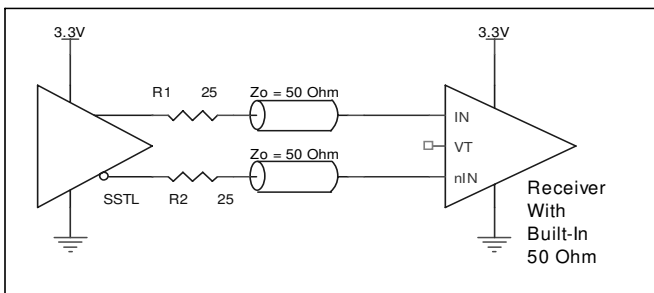 3.3V
3.3V
R1 25 Zo = 50 Ohm
IN
Zo = 50 Ohm
VT
nIN
SSTL R2 25
Receiver
With
Built-In
50 Ohm